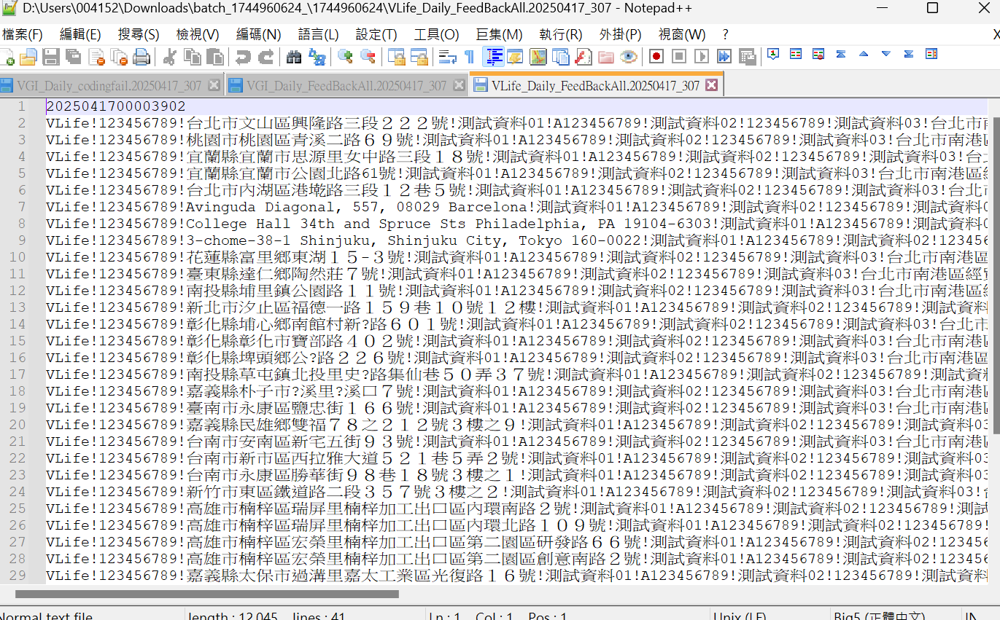 D:\Users\004152\Downloads\batch_1744960624_\1744960624\VLife_Daily_FeedBackAll.20250417_307 - Notepad++
檔案(F) 編輯(E) 搜尋(S) 檢視(V) 編碼(N) 語言(L) 設定(T) 工具(O) 巨集(M) 執行(R) 外掛(P) 視窗(W) ? X
VGI_Daily_codingfail.20250417_307 VGI_Daily_FeedBackAll.20250417_307 VLife_Daily_FeedBackAll.20250417_307
1 2025041700003902
2 VLife!123456789!台北市文山區興隆路三段２２２號!測試資料01!A123456789!測試資料02!123456789!測試資料03!台北市
3 VLife!123456789!桃園市桃園區青溪二路６９號!測試資料01!A123456789!測試資料02!123456789!測試資料03!台北市南港
4 VLife!123456789!宜蘭縣宜蘭市思源里女中路三段１８號!測試資料01!A123456789!測試資料02!123456789!測試資料03!台
5 VLife!123456789!宜蘭縣宜蘭市公園北路61號!測試資料01!A123456789!測試資料02!123456789!測試資料03!台北市南港區
6 VLife!123456789!台北市內湖區港墘路三段１２巷５號!測試資料01!A123456789!測試資料02!123456789!測試資料03!台北
7 VLife!123456789!Avinguda Diagonal, 557, 08029 Barcelona!測試資料01!A123456789!測試資料02!123456789!測試資料0
8 VLife!123456789!College Hall 34th and Spruce Sts Philadelphia, PA 19104-6303!測試資料01!A123456789!測試資料
9 VLife!123456789!3-chome-38-1 Shinjuku, Shinjuku City, Tokyo 160-0022!測試資料01!A123456789!測試資料02!123456
10 VLife!123456789!花蓮縣富里鄉東湖１５-３號!測試資料01!A123456789!測試資料02!123456789!測試資料03!台北市南港區
11 VLife!123456789!臺東縣達仁鄉陶然莊７號!測試資料01!A123456789!測試資料02!123456789!測試資料03!台北市南港區經
12 VLife!123456789!南投縣埔里鎮公園路１１號!測試資料01!A123456789!測試資料02!123456789!測試資料03!台北市南港區
13 VLife!123456789!新北市汐止區福德一路１５９巷１０號１２樓!測試資料01!A123456789!測試資料02!123456789!測試資料
14 VLife!123456789!彰化縣埔心鄉南館村新?路６０１號!測試資料01!A123456789!測試資料02!123456789!測試資料03!台北市
15 VLife!123456789!彰化縣彰化市寶部路４０２號!測試資料01!A123456789!測試資料02!123456789!測試資料03!台北市南港
16 VLife!123456789!彰化縣埤頭鄉公?路２２６號!測試資料01!A123456789!測試資料02!123456789!測試資料03!台北市南港區
17 VLife!123456789!南投縣草屯鎮北投里史?路集仙巷５０弄３７號!測試資料01!A123456789!測試資料02!123456789!測試資
18 VLife!123456789!嘉義縣朴子市?溪里?溪口７號!測試資料01!A123456789!測試資料02!123456789!測試資料03!台北市南港
19 VLife!123456789!臺南市永康區鹽忠街１６６號!測試資料01!A123456789!測試資料02!123456789!測試資料03!台北市南港
20 VLife!123456789!嘉義縣民雄鄉雙福７８之２１２號３樓之９!測試資料01!A123456789!測試資料02!123456789!測試資料03
21 VLife!123456789!台南市安南區新宅五街９３號!測試資料01!A123456789!測試資料02!123456789!測試資料03!台北市南港
22 VLife!123456789!台南市新市區西拉雅大道５２１巷５弄２號!測試資料01!A123456789!測試資料02!123456789!測試資料03
23 VLife!123456789!台南市永康區勝華街９８巷１８號３樓之１!測試資料01!A123456789!測試資料02!123456789!測試資料03
24 VLife!123456789!新竹市東區鐵道路二段３５７號３樓之２!測試資料01!A123456789!測試資料02!123456789!測試資料03!
25 VLife!123456789!高雄市楠梓區瑞屏里楠梓加工出口區內環南路２號!測試資料01!A123456789!測試資料02!123456789!測試
26 VLife!123456789!高雄市楠梓區瑞屏里楠梓加工出口區內環北路１０９號!測試資料01!A123456789!測試資料02!123456789!
27 VLife!123456789!高雄市楠梓區宏榮里楠梓加工出口區第二園區研發路６６號!測試資料01!A123456789!測試資料02!123456
28 VLife!123456789!高雄市楠梓區宏榮里楠梓加工出口區第二園區創意南路２號!測試資料01!A123456789!測試資料02!123456
29 VLife!123456789!嘉義縣太保市過溝里嘉太工業區光復路１６號!測試資料01!A123456789!測試資料02!123456789!測試資料
Normal text file length : 12,045 lines : 41 Ln : 1 Col : 1 Pos : 1 Unix (LF) Big5 (正體中文) IN